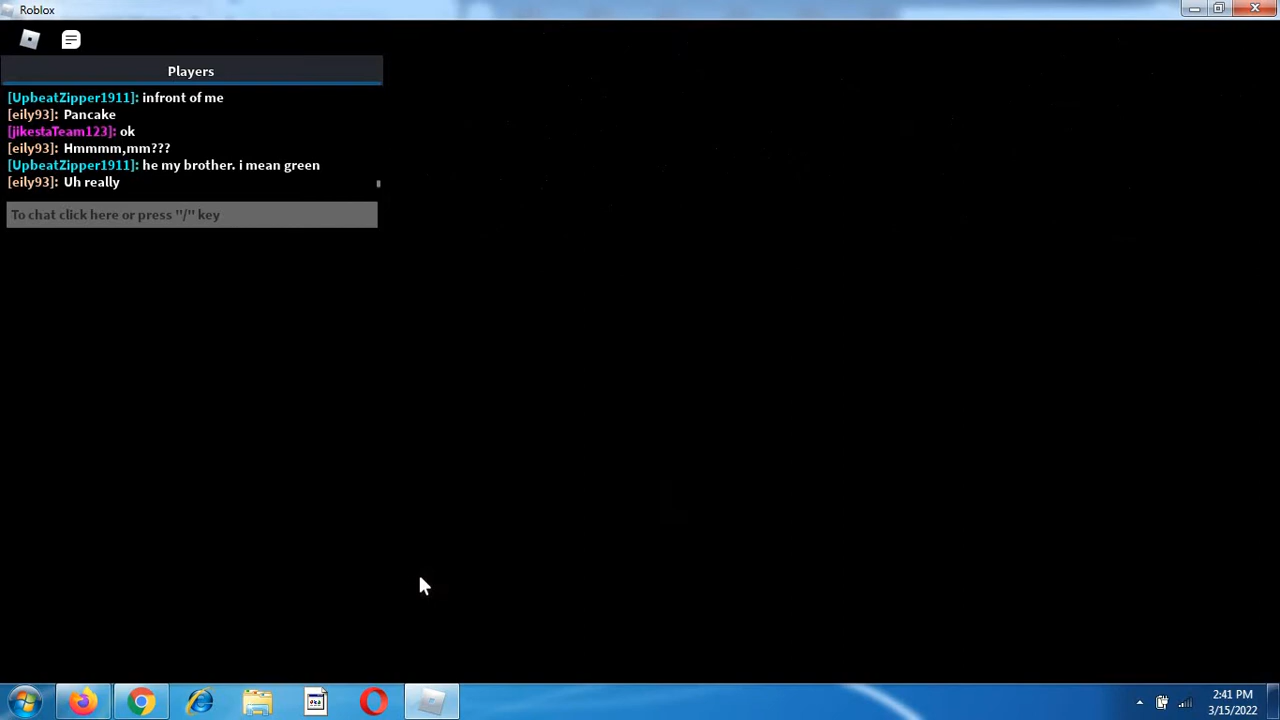 Roblox
Players
[UpbeatZipper1911]: infront of me
[eily93]: Pancake
[jikestaTeam123]: ok
[eily93]: Hmmmm,mm???
[UpbeatZipper1911]: he my brother. i mean green
[eily93]: Uh really
To chat click here or press "/" key
2:41 PM
3/15/2022